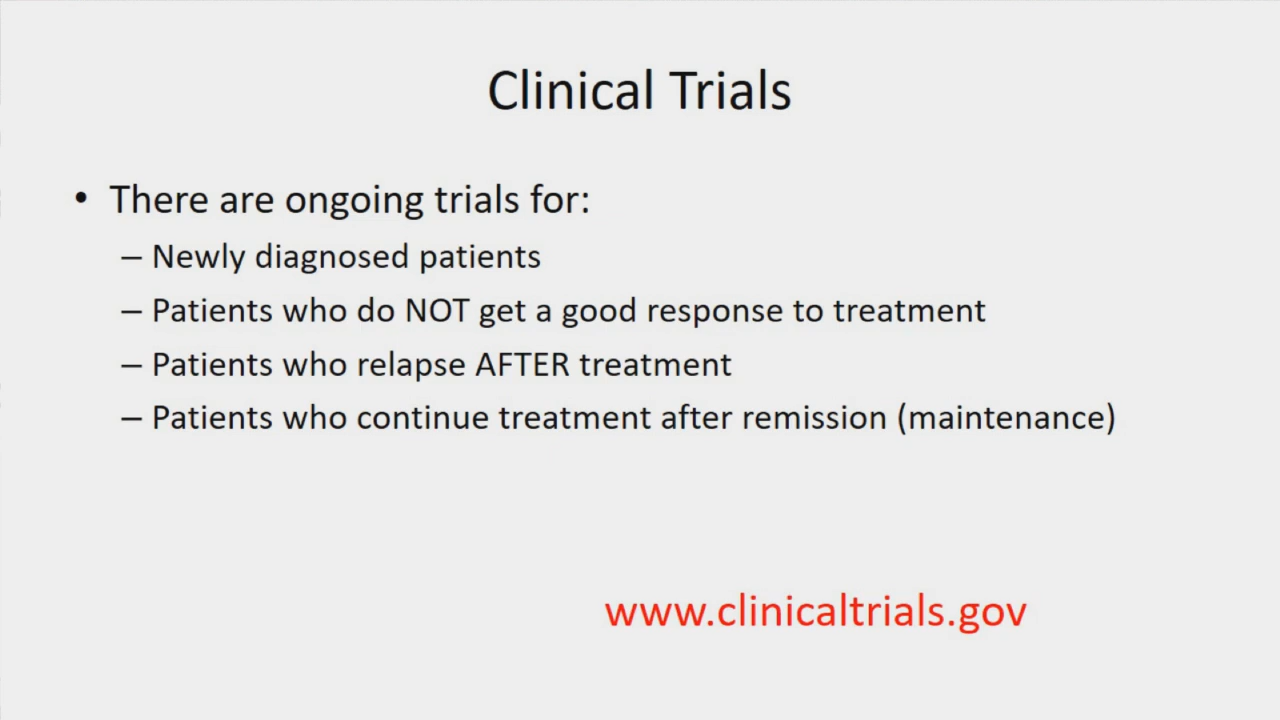 Clinical Trials
• There are ongoing trials for:
– Newly diagnosed patients
– Patients who do NOT get a good response to treatment
– Patients who relapse AFTER treatment
– Patients who continue treatment after remission (maintenance)
www.clinicaltrials.gov